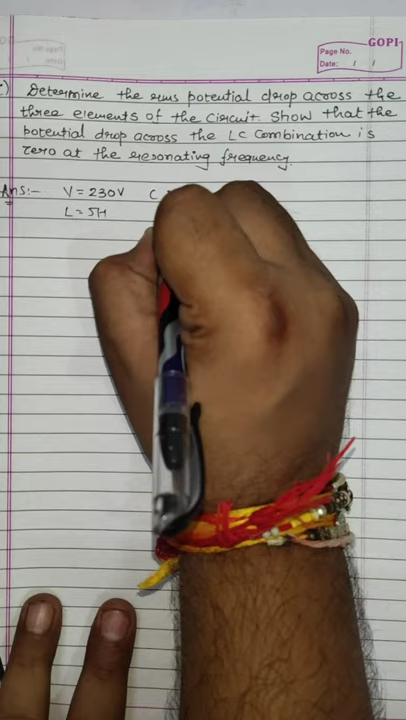 GOPI
Page No.
Date: / /
c) Determine the rms potential drop across the
three elements of the circuit. Show that the
potential drop across the LC combination is
zero at the resonating frequency.
Ans:- V = 230V C
L = 5H